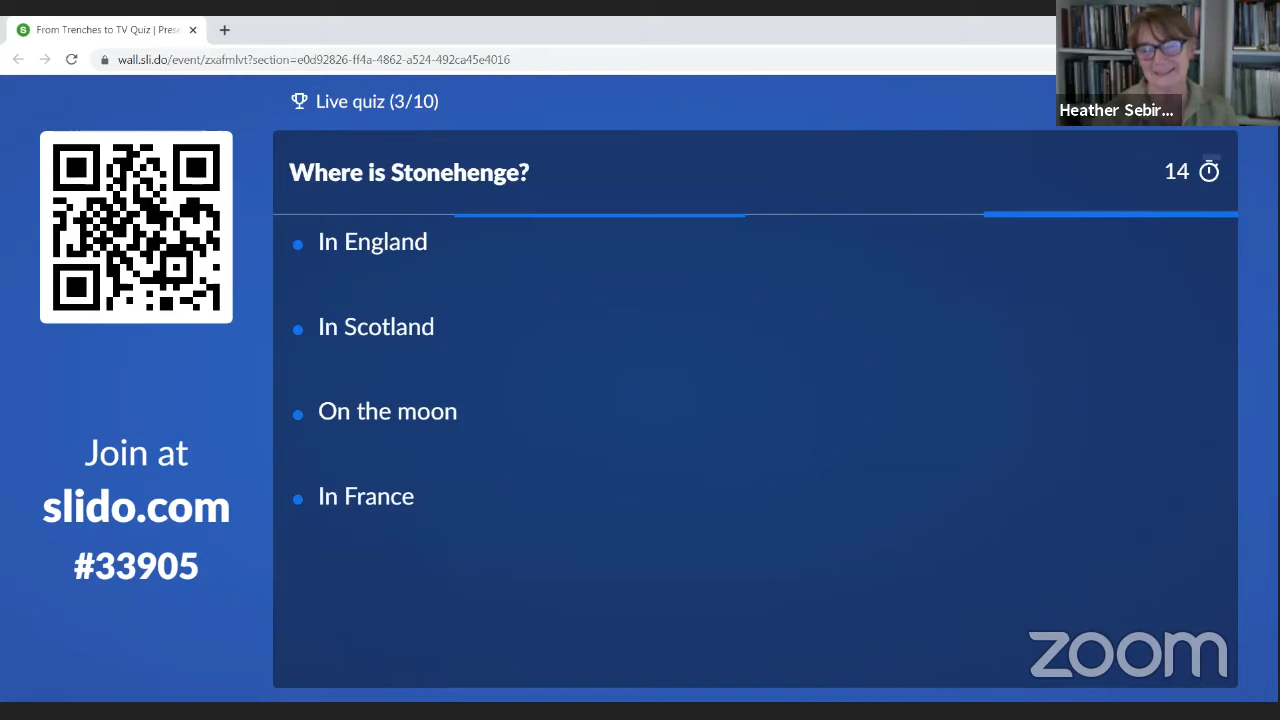 From Trenches to TV Quiz | Prese
wall.sli.do/event/zxafmlvt?section=e0d92826-ff4a-4862-a524-492ca45e4016
Heather Sebir...
Live quiz (3/10)
Where is Stonehenge?
14
In England
In Scotland
On the moon
In France
Join at
slido.com
#33905
zoom